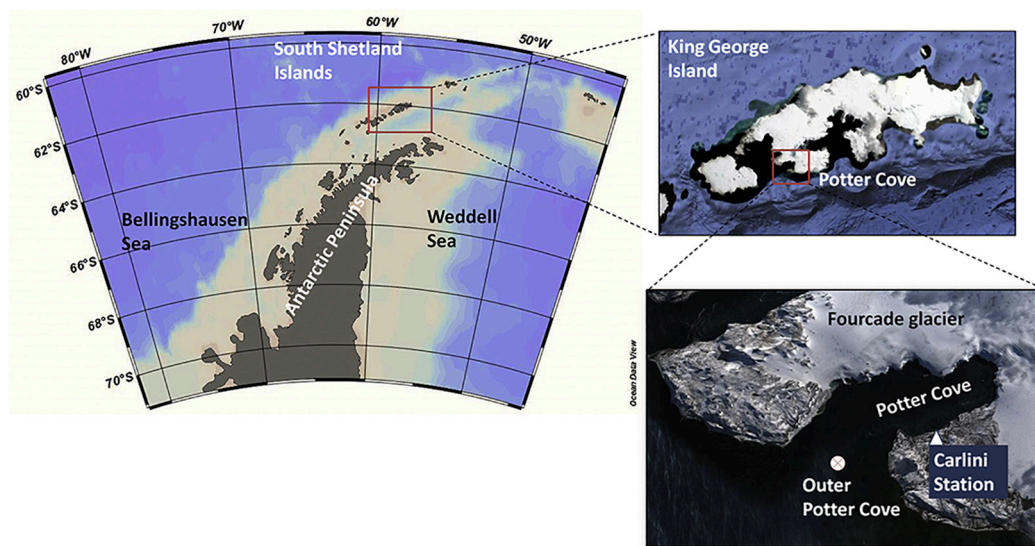 80°W
70°W
60°W
50°W
60°S
62°S
64°S
66°S
68°S
70°S
South Shetland
Islands
Bellingshausen
Sea
Antarctic Peninsula
Weddell
Sea
Ocean Data View
King George
Island
Potter Cove
Fourcade glacier
Potter Cove
Carlini
Station
Outer
Potter Cove